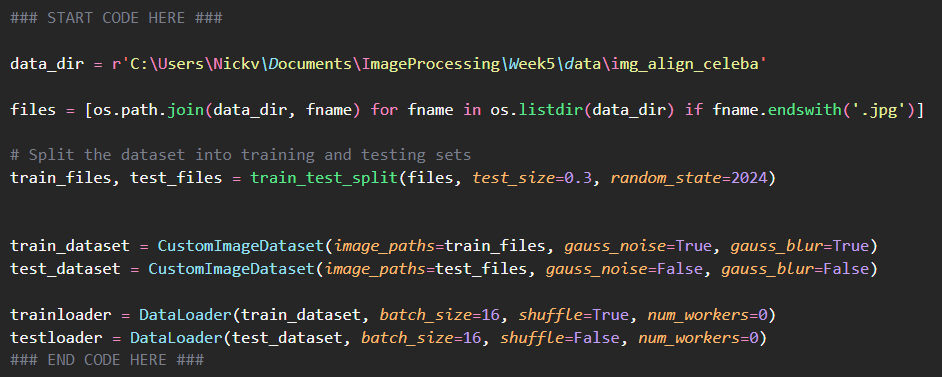 ### START CODE HERE ###
data_dir = r'C:\Users\Nickv\Documents\ImageProcessing\Week5\data\img_align_celeba'
files = [os.path.join(data_dir, fname) for fname in os.listdir(data_dir) if fname.endswith('.jpg')]
# Split the dataset into training and testing sets
train_files, test_files = train_test_split(files, test_size=0.3, random_state=2024)
train_dataset = CustomImageDataset(image_paths=train_files, gauss_noise=True, gauss_blur=True)
test_dataset = CustomImageDataset(image_paths=test_files, gauss_noise=False, gauss_blur=False)
trainloader = DataLoader(train_dataset, batch_size=16, shuffle=True, num_workers=0)
testloader = DataLoader(test_dataset, batch_size=16, shuffle=False, num_workers=0)
### END CODE HERE ###